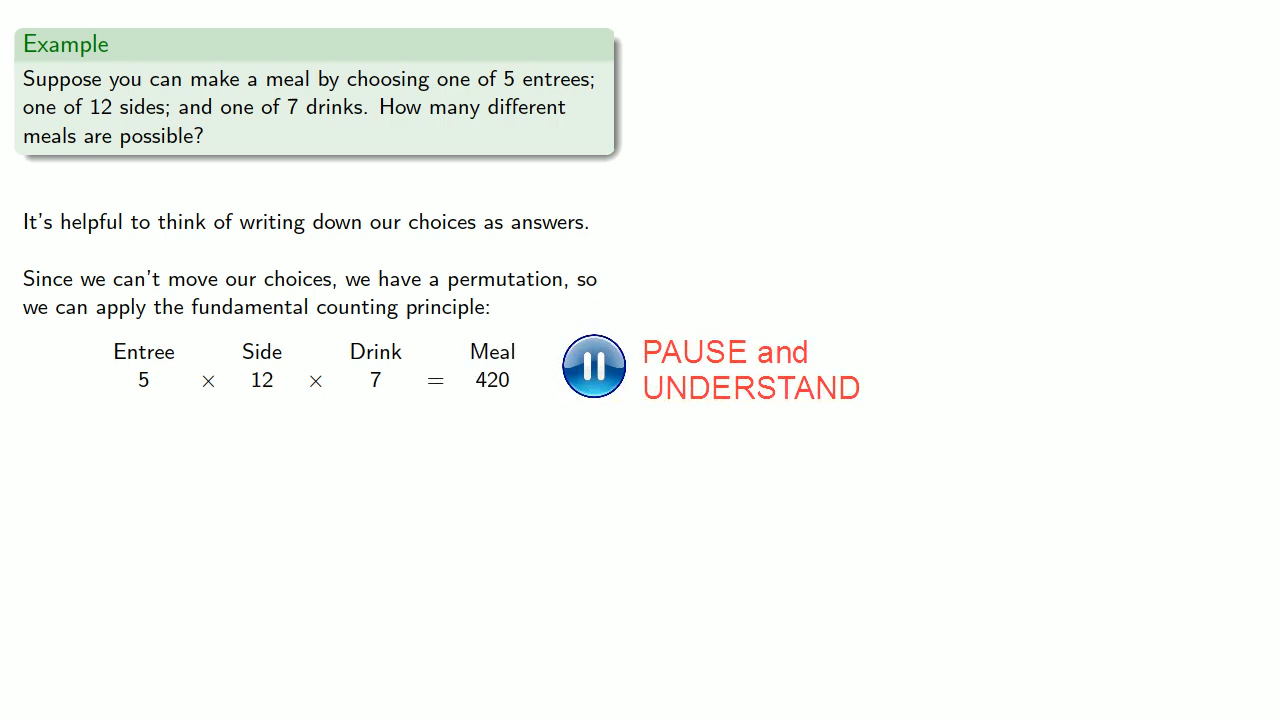 Example
Suppose you can make a meal by choosing one of 5 entrees;
one of 12 sides; and one of 7 drinks. How many different
meals are possible?
It's helpful to think of writing down our choices as answers.
Since we can't move our choices, we have a permutation, so
we can apply the fundamental counting principle:
Entree Side Drink Meal
5 × 12 × 7 = 420
PAUSE and
UNDERSTAND